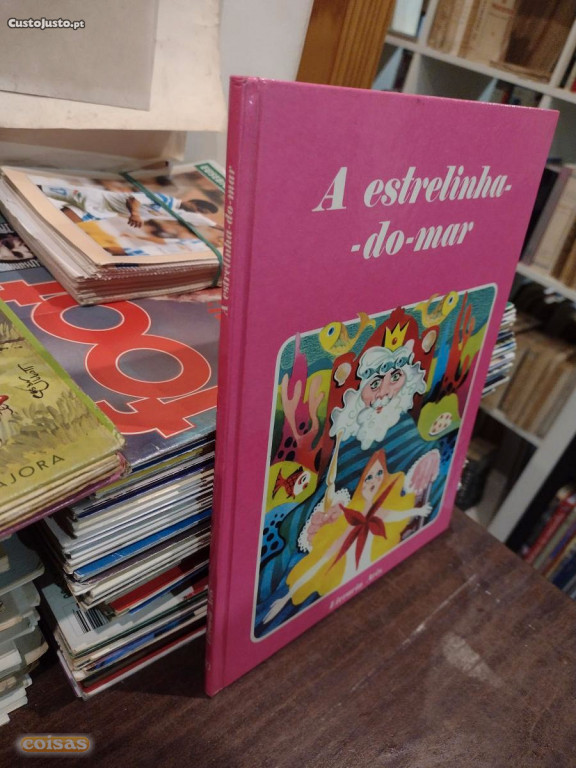 CustoJusto.pt
A estrelinha-
-do-mar
A estrelinha-do-mar
AJORA
coisas